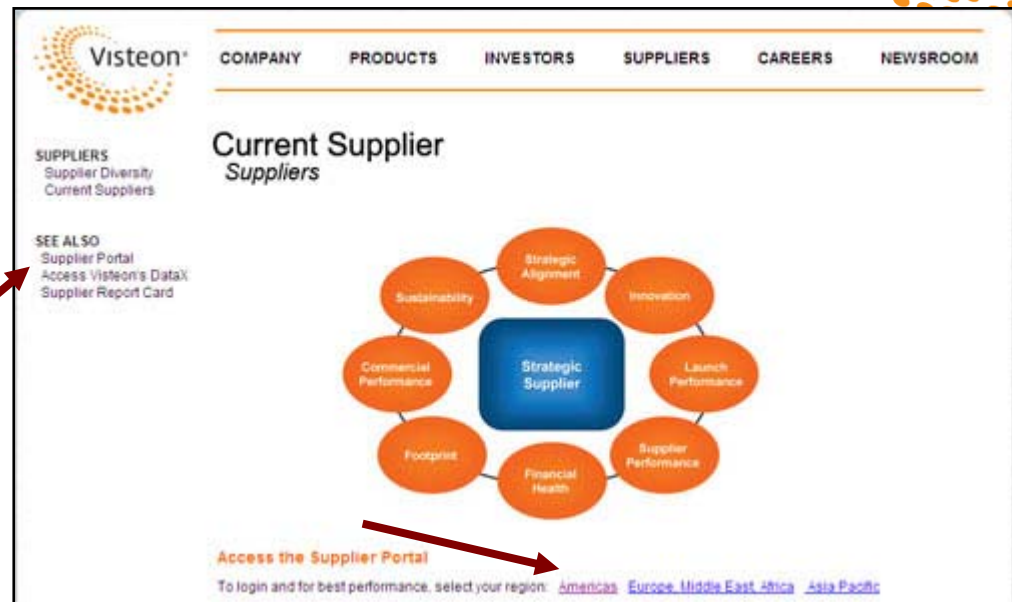 Visteon®
COMPANY PRODUCTS INVESTORS SUPPLIERS CAREERS NEWSROOM
SUPPLIERS
Supplier Diversity
Current Suppliers
SEE ALSO
Supplier Portal
Access Visteon's DataX
Supplier Report Card
Current Supplier
Suppliers
Strategic
Alignment
Innovation
Launch
Performance
Supplier
Performance
Financial
Health
Footprint
Commercial
Performance
Sustainability
Strategic
Supplier
Access the Supplier Portal
To login and for best performance, select your region: Americas Europe, Middle East, Africa Asia Pacific